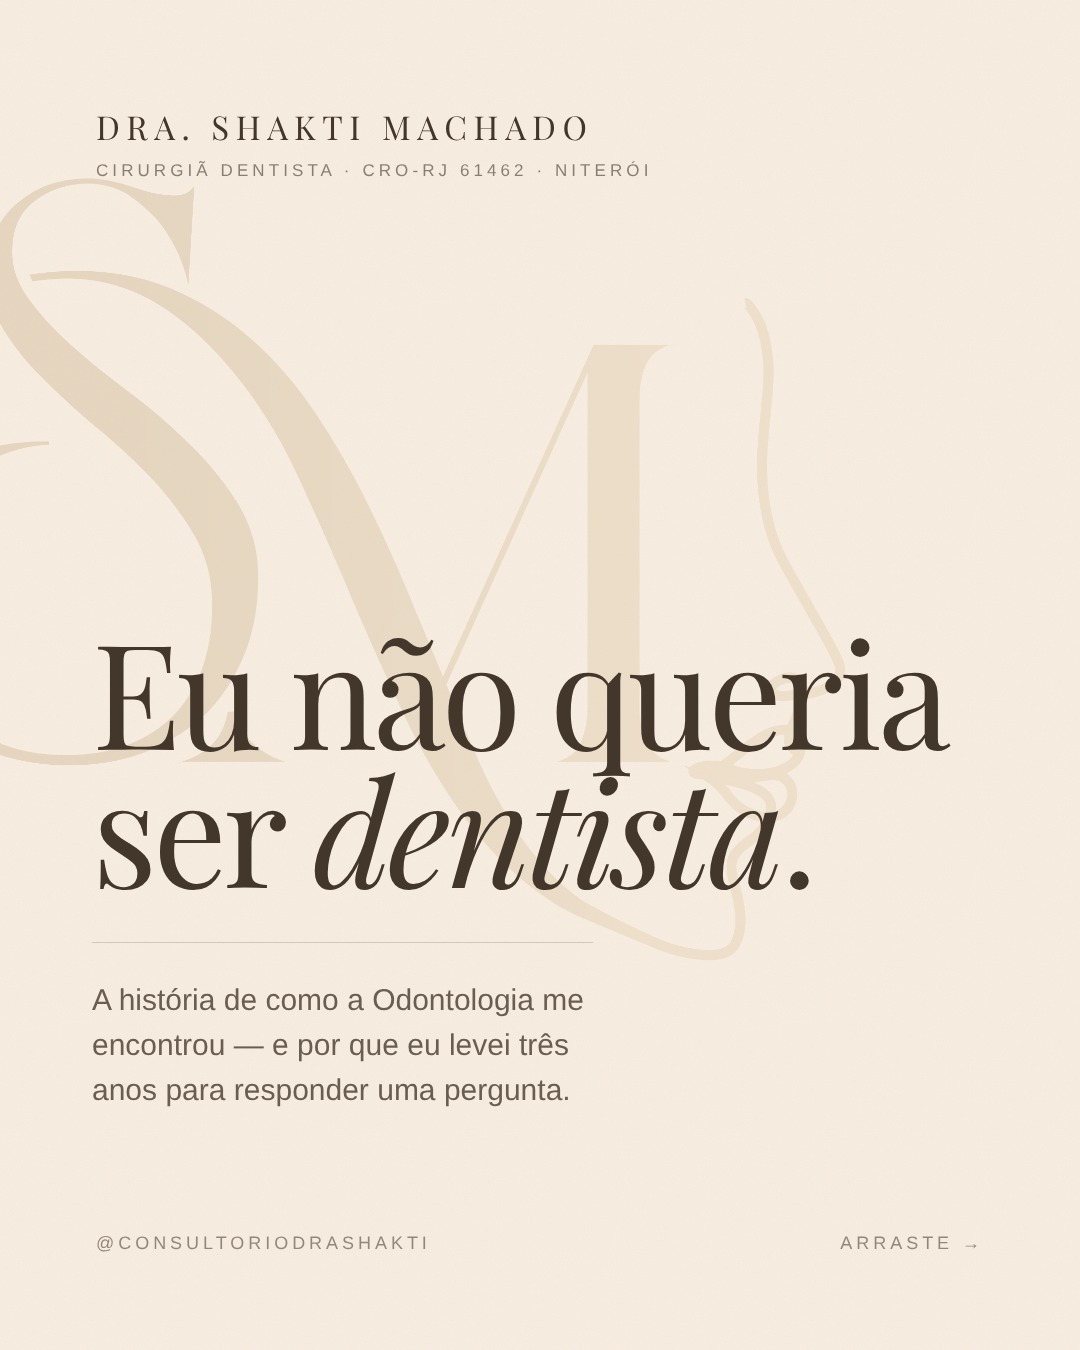 DRA. SHAKTI MACHADO
CIRURGIÃ DENTISTA · CRO-RJ 61462 · NITERÓI
SM
Eu não queria
ser dentista.
A história de como a Odontologia me
encontrou — e por que eu levei três
anos para responder uma pergunta.
@CONSULTORIODRASHAKTI
ARRASTE →